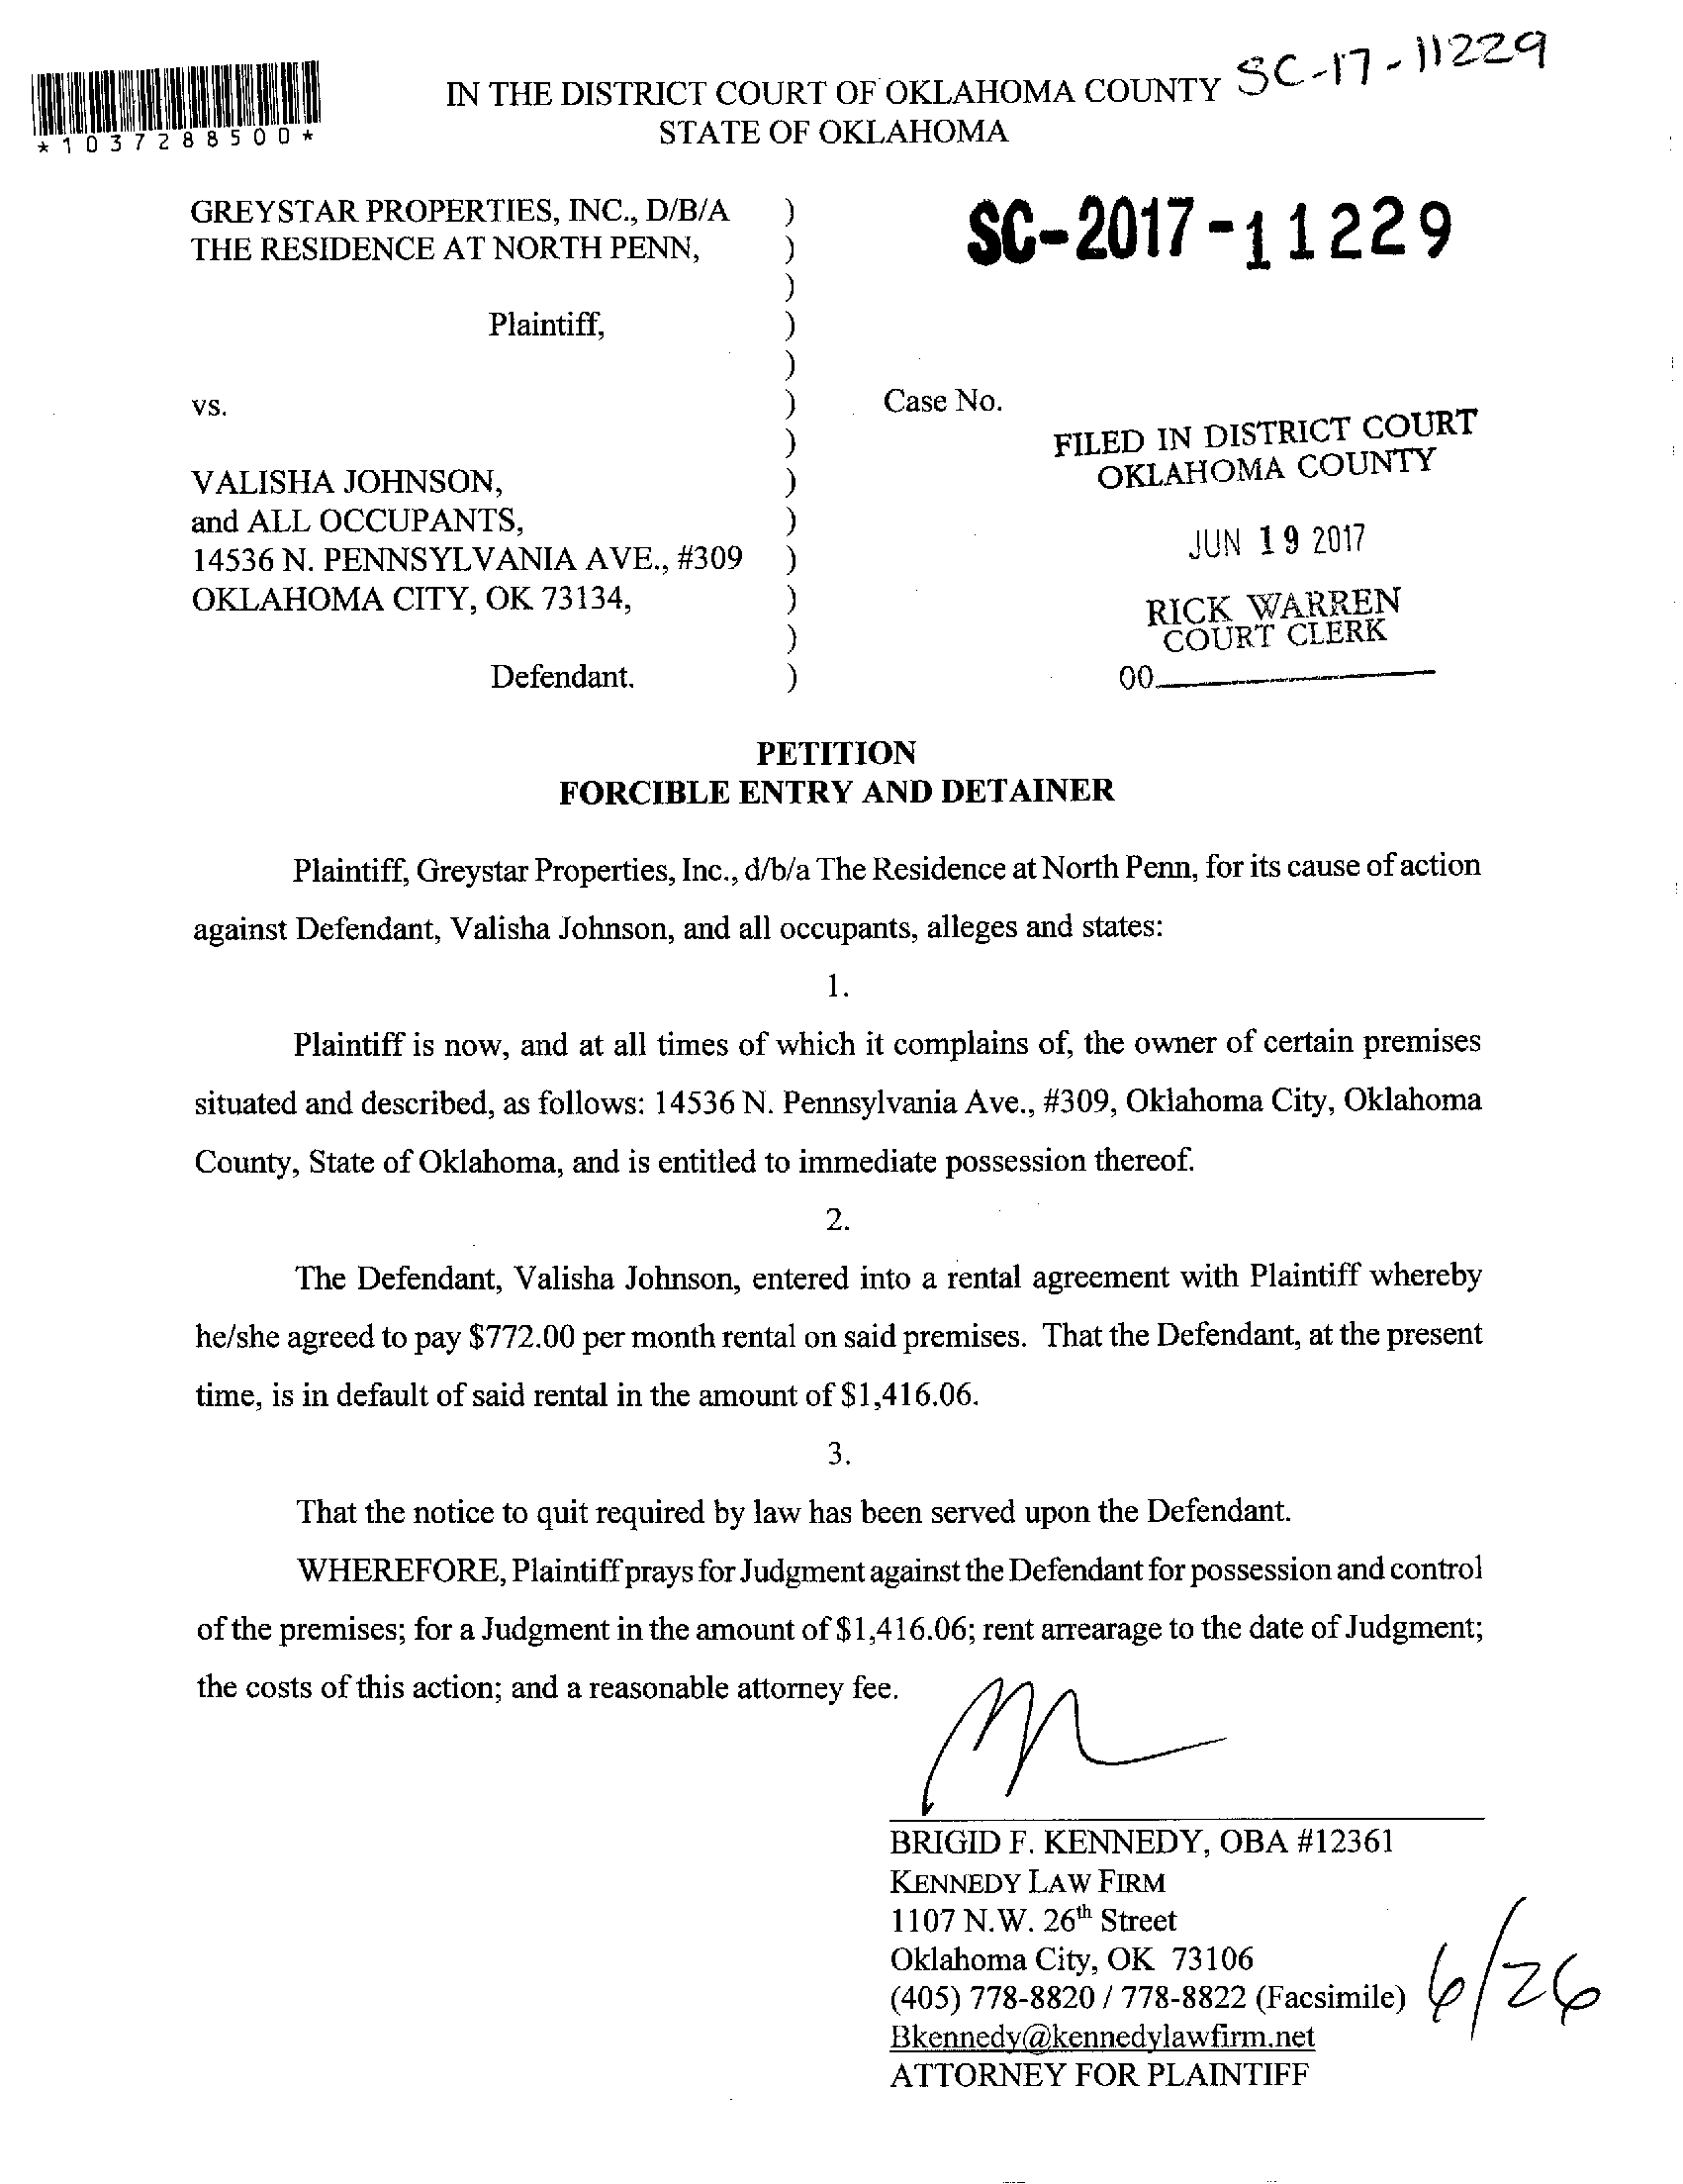 SC-17-11229
IN THE DISTRICT COURT OF OKLAHOMA COUNTY
STATE OF OKLAHOMA
*1037288500*
GREYSTAR PROPERTIES, INC., D/B/A )
THE RESIDENCE AT NORTH PENN, )
)
Plaintiff, )
)
vs. )
)
VALISHA JOHNSON, )
and ALL OCCUPANTS, )
14536 N. PENNSYLVANIA AVE., #309 )
OKLAHOMA CITY, OK 73134, )
)
Defendant. )
SC-2017-11229
Case No.
FILED IN DISTRICT COURT
OKLAHOMA COUNTY
JUN 19 2017
RICK WARREN
COURT CLERK
00
PETITION
FORCIBLE ENTRY AND DETAINER
Plaintiff, Greystar Properties, Inc., d/b/a The Residence at North Penn, for its cause of action
against Defendant, Valisha Johnson, and all occupants, alleges and states:
1.
Plaintiff is now, and at all times of which it complains of, the owner of certain premises
situated and described, as follows: 14536 N. Pennsylvania Ave., #309, Oklahoma City, Oklahoma
County, State of Oklahoma, and is entitled to immediate possession thereof.
2.
The Defendant, Valisha Johnson, entered into a rental agreement with Plaintiff whereby
he/she agreed to pay $772.00 per month rental on said premises. That the Defendant, at the present
time, is in default of said rental in the amount of $1,416.06.
3.
That the notice to quit required by law has been served upon the Defendant.
WHEREFORE, Plaintiff prays for Judgment against the Defendant for possession and control
of the premises; for a Judgment in the amount of $1,416.06; rent arrearage to the date of Judgment;
the costs of this action; and a reasonable attorney fee.
BRIGID F. KENNEDY, OBA #12361
KENNEDY LAW FIRM
1107 N.W. 26th Street
Oklahoma City, OK 73106
(405) 778-8820 / 778-8822 (Facsimile)
Bkennedy@kennedylawfirm.net
ATTORNEY FOR PLAINTIFF
6/26